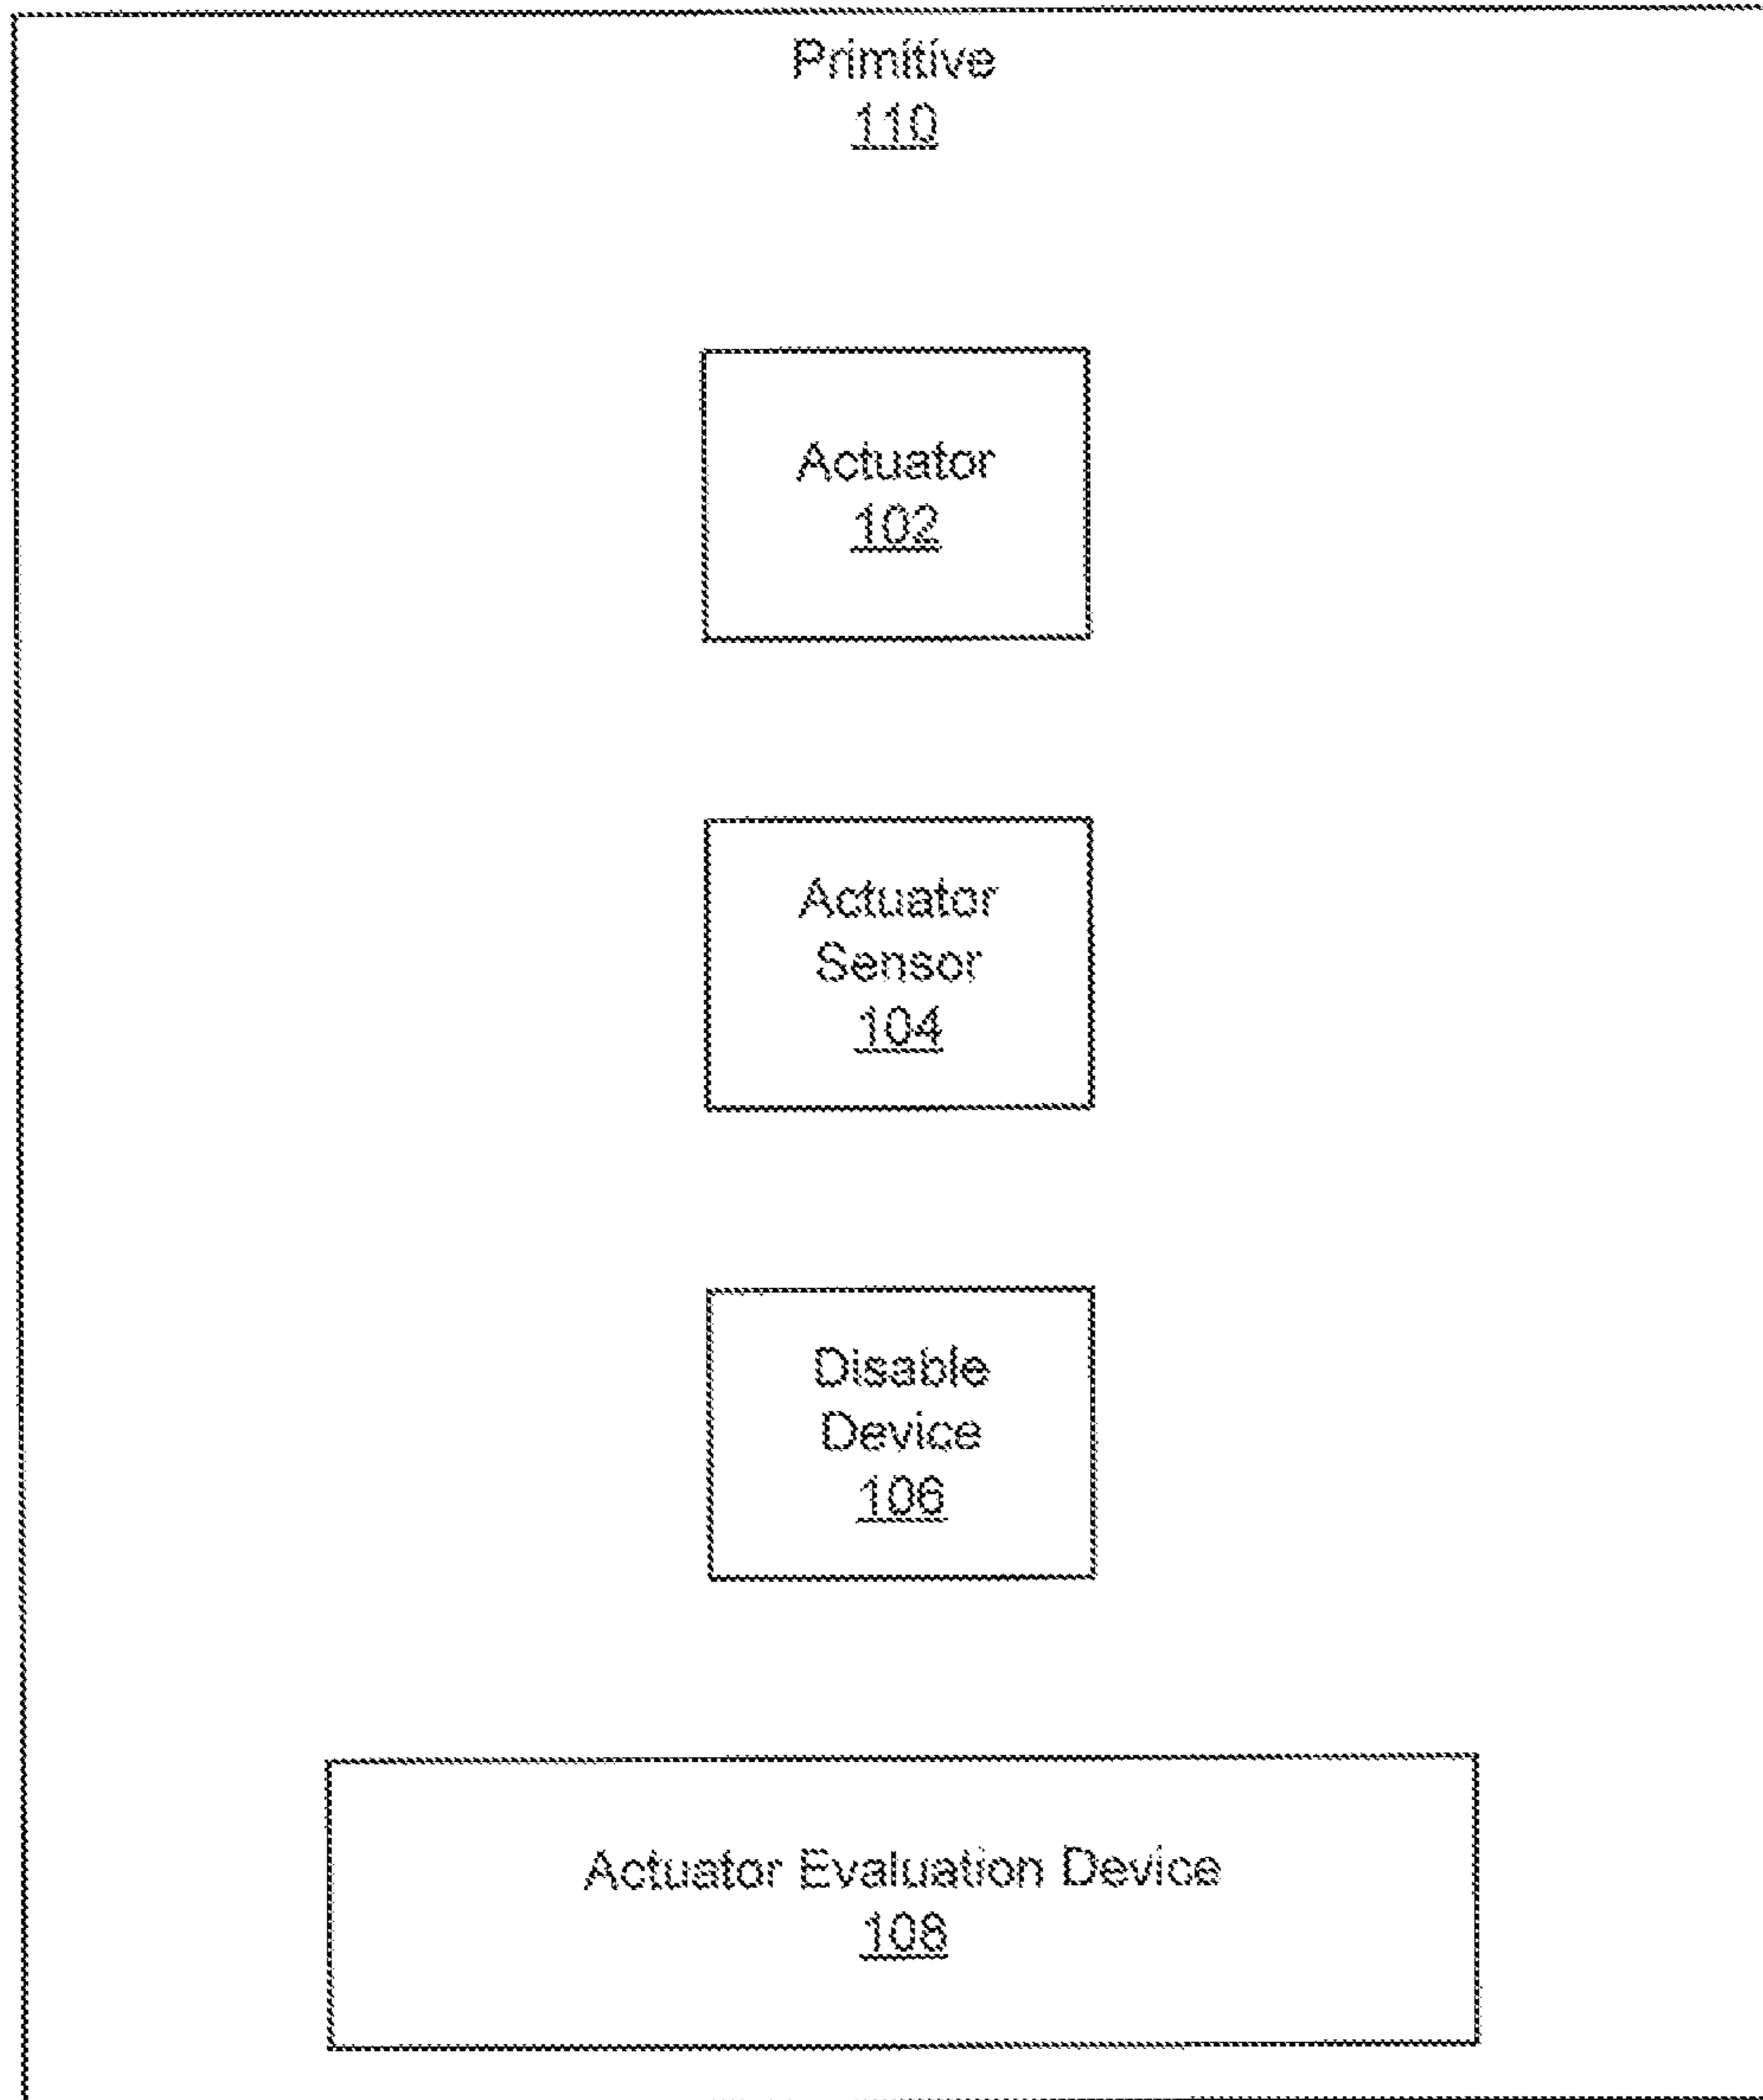 Primitive
110
Actuator
102
Actuator
Sensor
104
Disable
Device
106
Actuator Evaluation Device
108